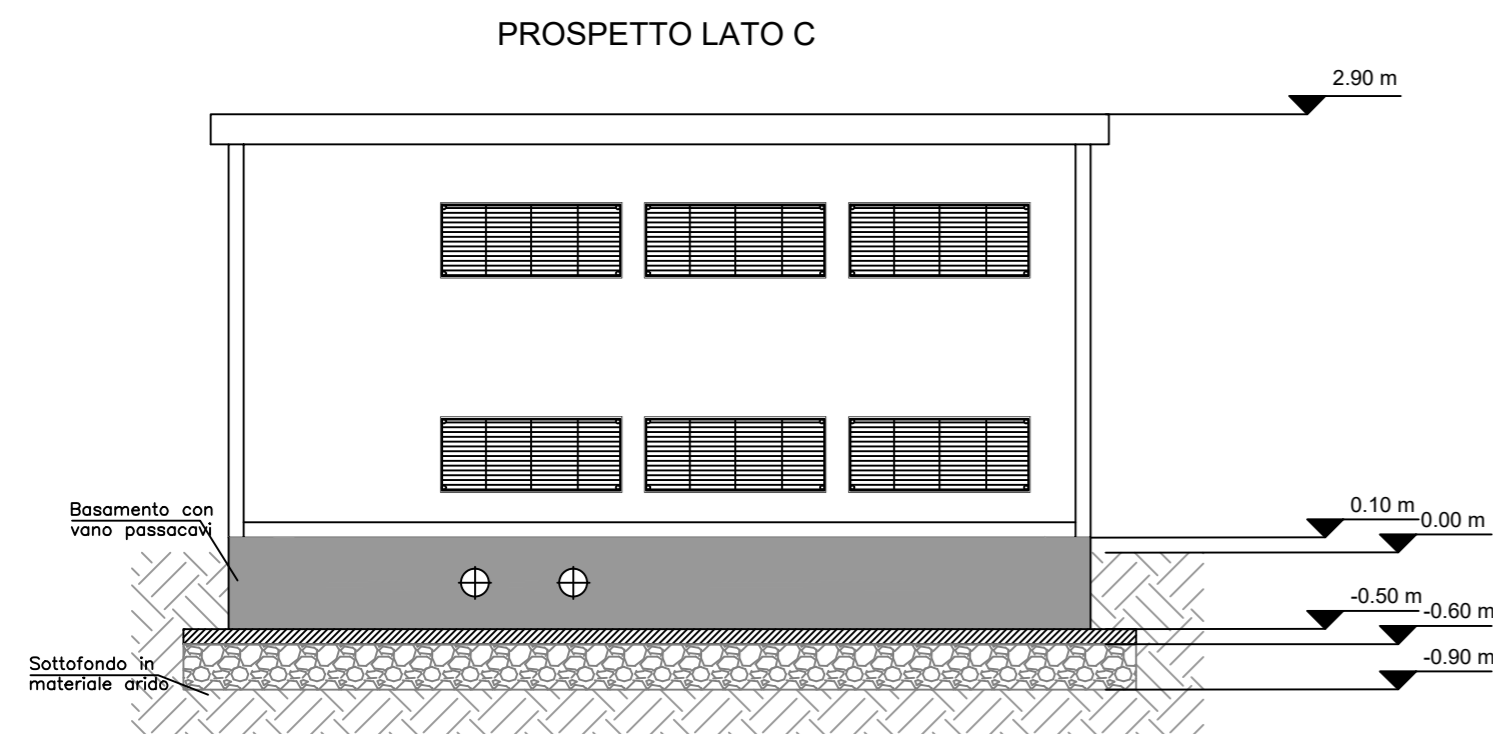 PROSPETTO LATO C
2.90 m
Basamento con
vano passacavi
0.10 m
0.00 m
-0.50 m
-0.60 m
Sottofondo in
materiale arido
-0.90 m